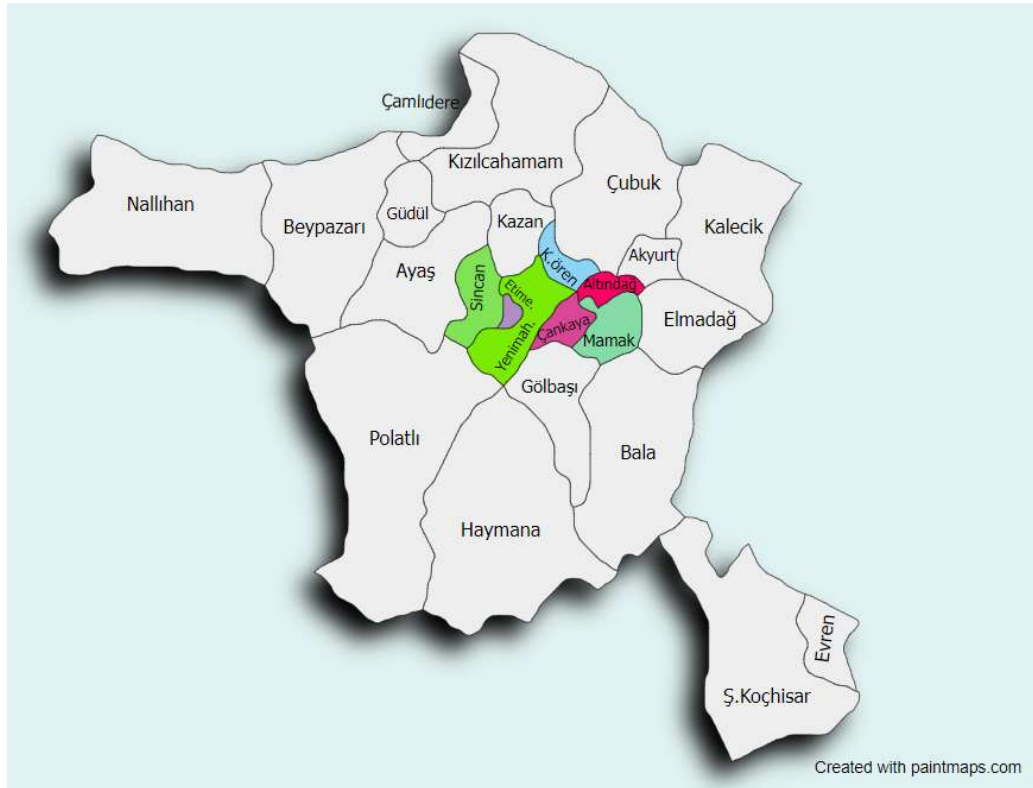 Çamlıdere
Kızılcahamam
Çubuk
Nallıhan
Beypazarı
Güdül
Kazan
Kalecik
Akyurt
Ayaş
K.ören
Sincan
Etime.
Altındağ
Elmadağ
Çankaya
Mamak
Yenimah.
Gölbaşı
Polatlı
Bala
Haymana
Evren
Ş.Koçhisar
Created with paintmaps.com